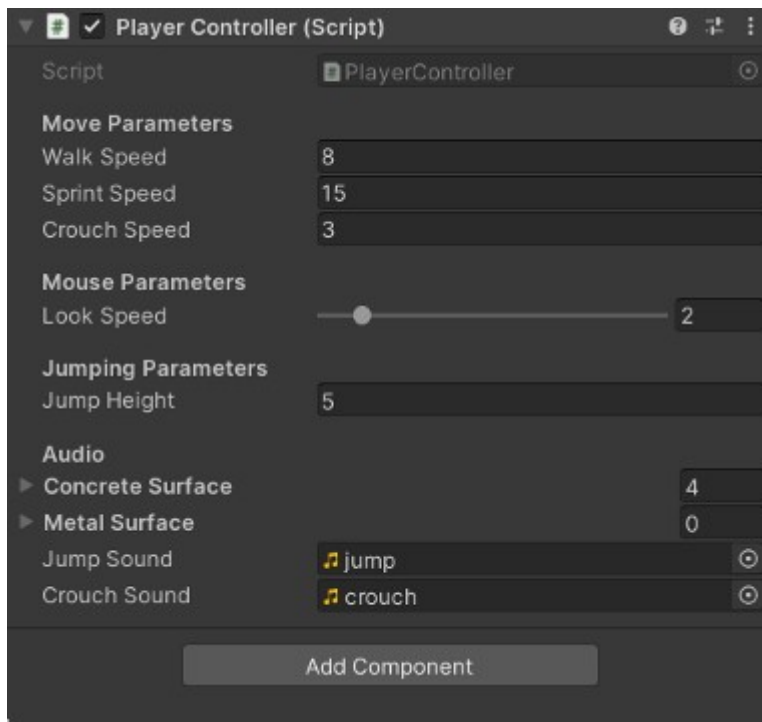 Player Controller (Script)
Script PlayerController
Move Parameters
Walk Speed 8
Sprint Speed 15
Crouch Speed 3
Mouse Parameters
Look Speed 2
Jumping Parameters
Jump Height 5
Audio
Concrete Surface 4
Metal Surface 0
Jump Sound jump
Crouch Sound crouch
Add Component